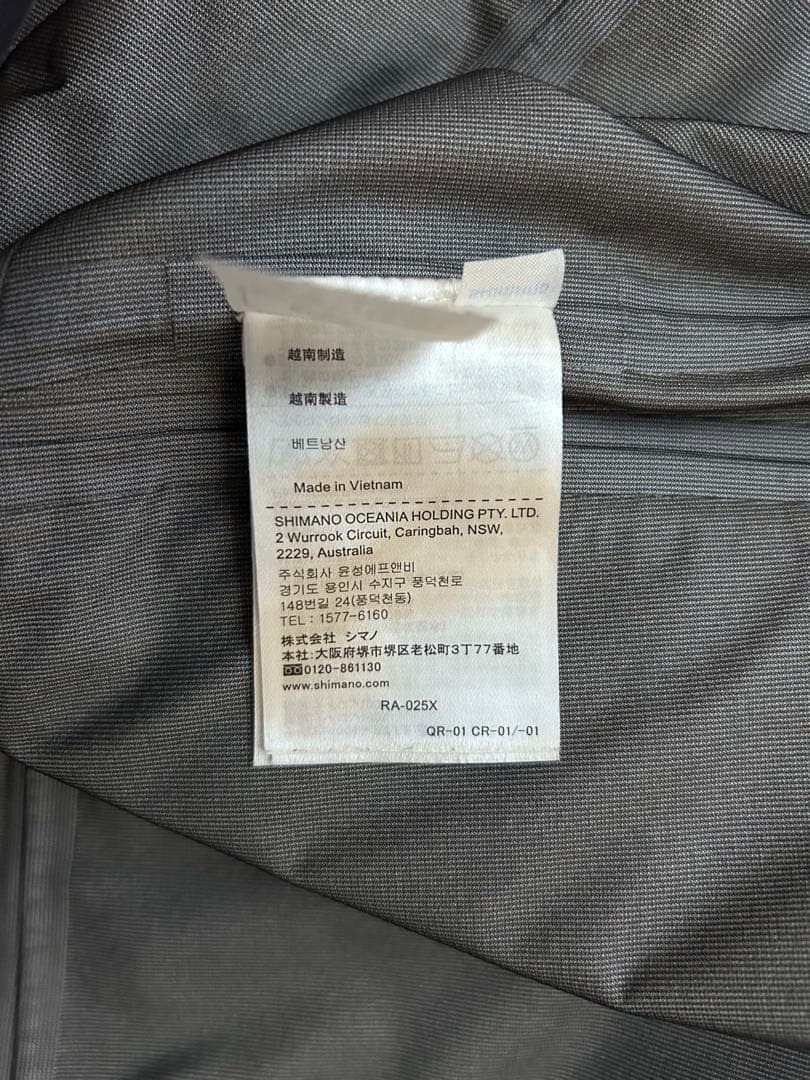 越南制造
越南製造
베트남산
Made in Vietnam
SHIMANO OCEANIA HOLDING PTY. LTD.
2 Wurrook Circuit, Caringbah, NSW,
2229, Australia
주식회사 윤성에프앤비
경기도 용인시 수지구 풍덕천로
148번길 24(풍덕천동)
TEL : 1577-6160
株式会社 シマノ
本社:大阪府堺市堺区老松町3丁77番地
0120-861130
www.shimano.com
RA-025X
QR-01 CR-01/-01